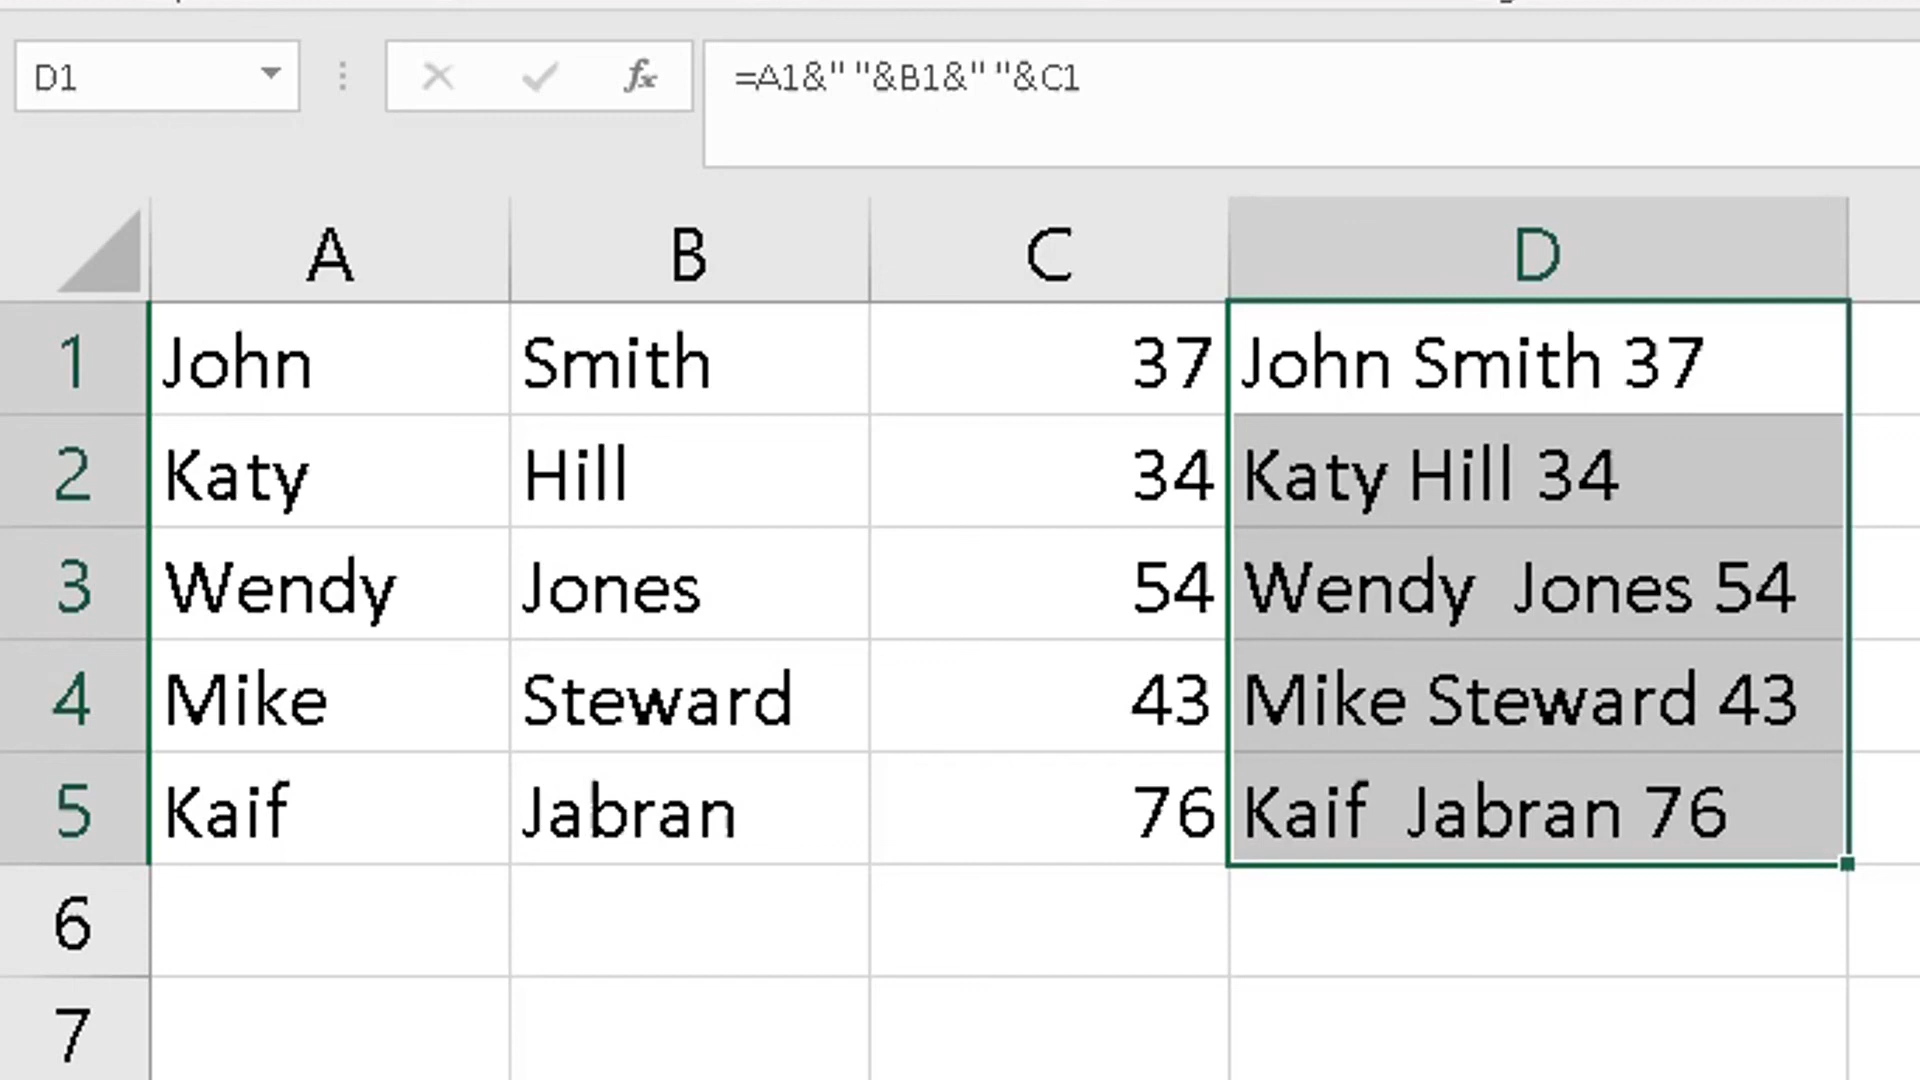 D1 fx =A1&" "&B1&" "&C1
A B C D
1 John Smith 37 John Smith 37
2 Katy Hill 34 Katy Hill 34
3 Wendy Jones 54 Wendy  Jones 54
4 Mike Steward 43 Mike Steward 43
5 Kaif Jabran 76 Kaif  Jabran 76
6
7